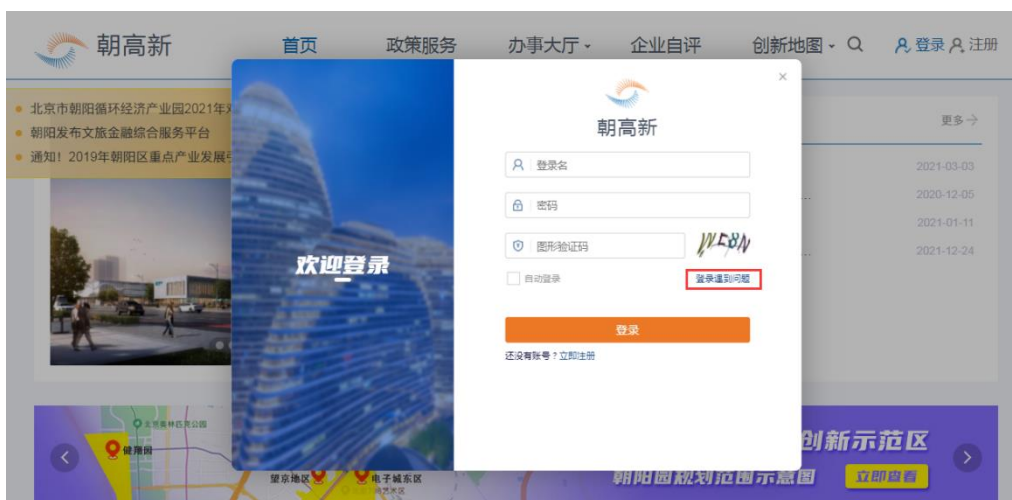 朝高新 首页 政策服务 办事大厅 企业自评 创新地图 登录 注册
北京市朝阳循环经济产业园2021年
朝阳发布文旅金融综合服务平台
通知！2019年朝阳区重点产业发展
更多
2021-03-03
2020-12-05
2021-01-11
2021-12-24
欢迎登录
×
朝高新
登录名
密码
图形验证码
自动登录
登录遇到问题
登录
还没有账号？立即注册
健翔园
望京地区
电子城东区
创新示范区
朝阳园规划范围示意图
立即查看